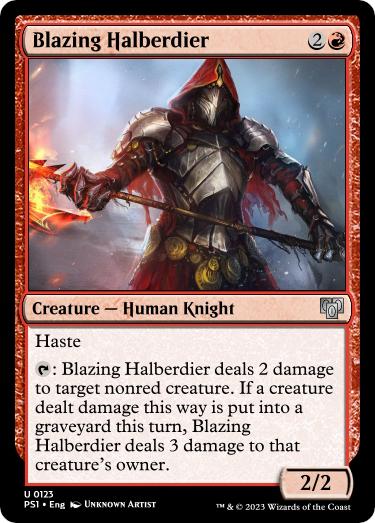 Blazing Halberdier 2
Creature — Human Knight
Haste
: Blazing Halberdier deals 2 damage
to target nonred creature. If a creature
dealt damage this way is put into a
graveyard this turn, Blazing
Halberdier deals 3 damage to that
creature's owner.
2/2
U 0123
PS1 • Eng Unknown Artist
™ & © 2023 Wizards of the Coast